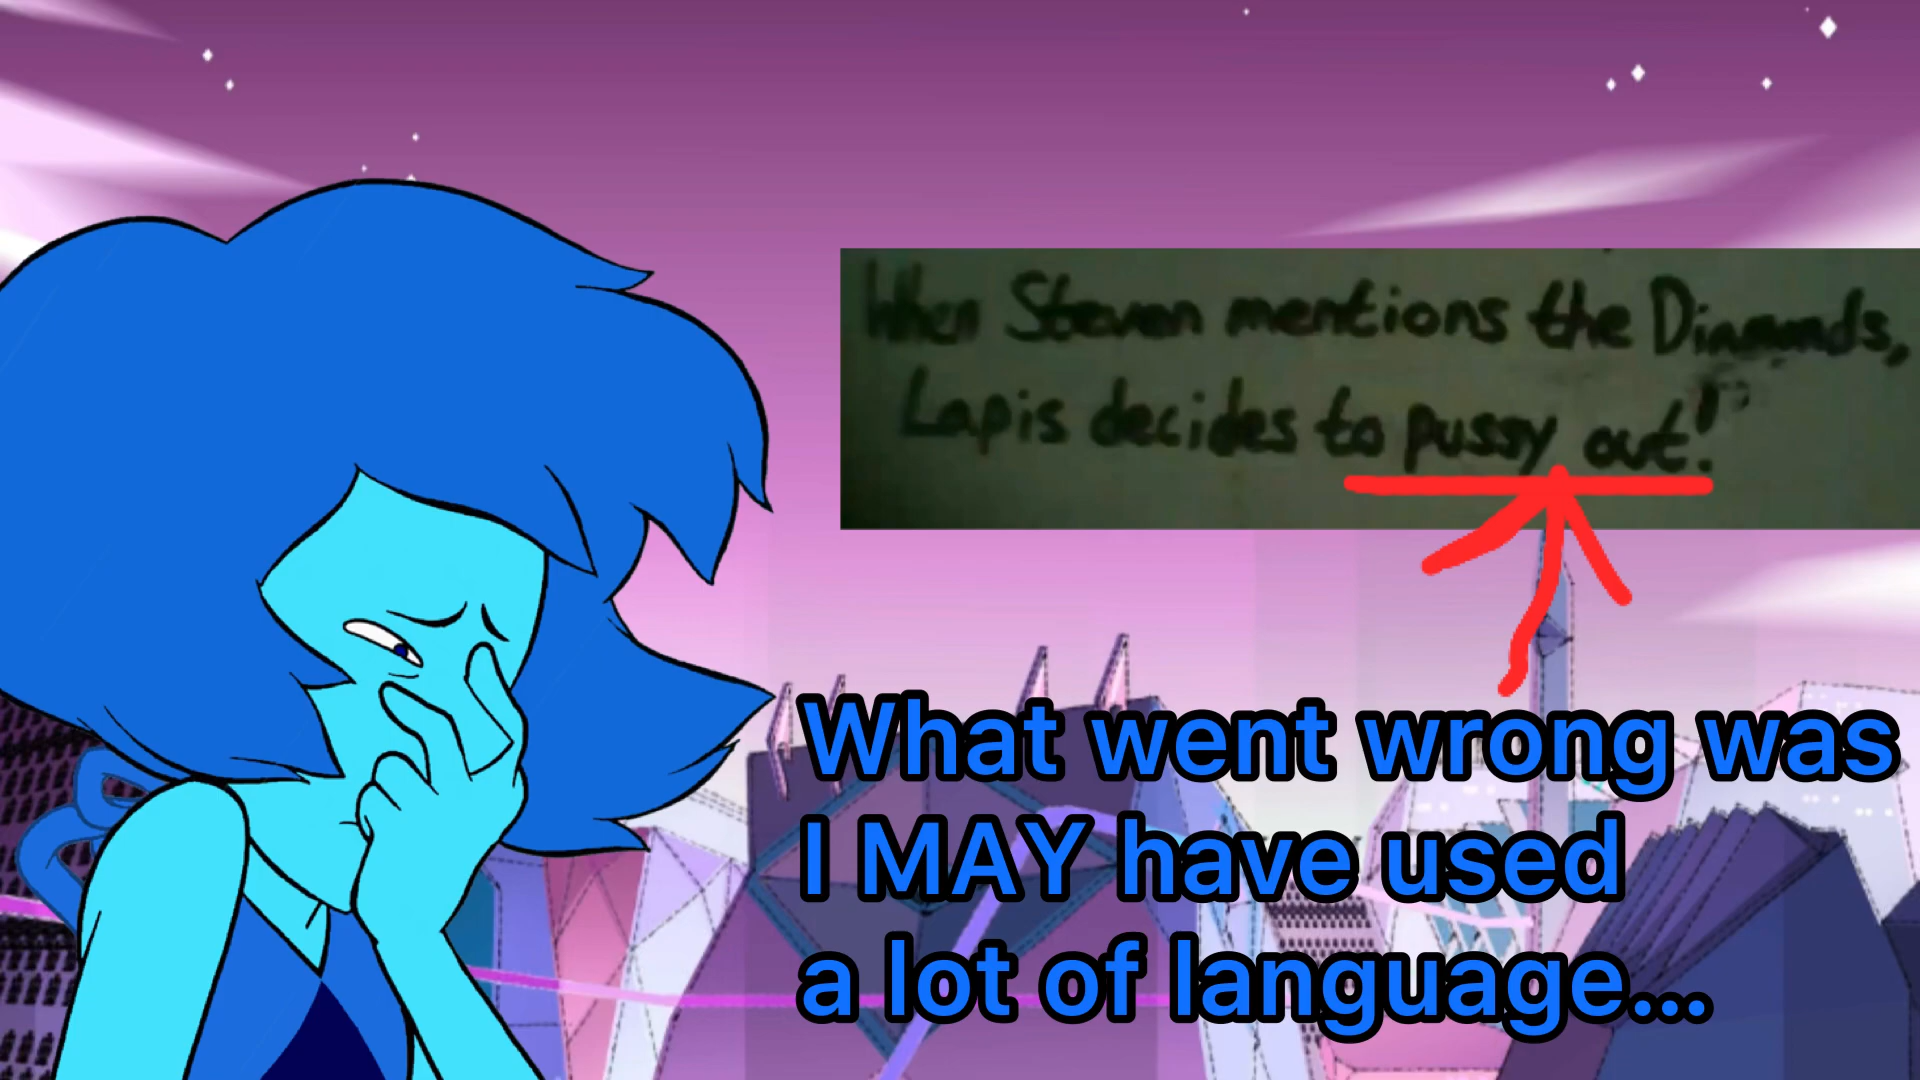 When Steven mentions the Diamonds,
Lapis decides to pussy out!"
What went wrong was
I MAY have used
a lot of language...